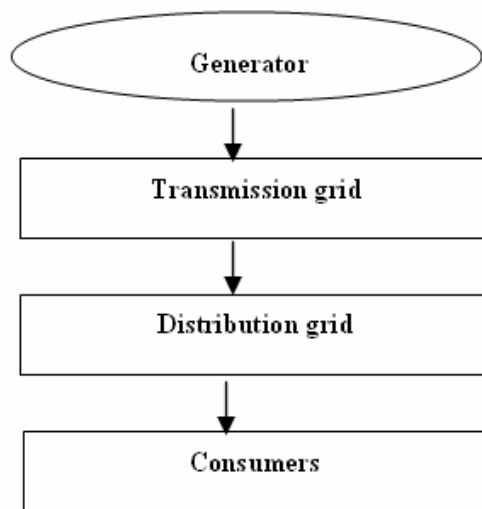 Generator
Transmission grid
Distribution grid
Consumers